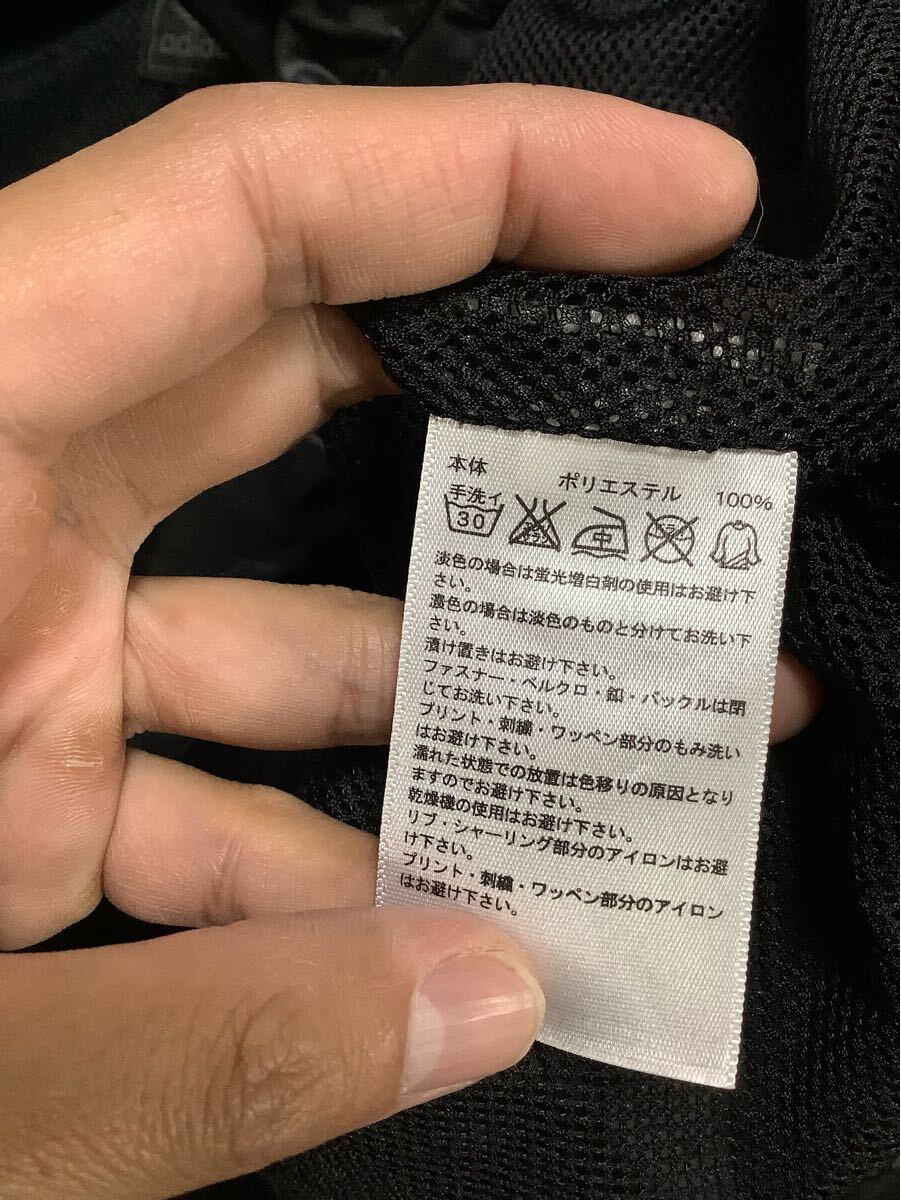 adi
本体 ポリエステル 100%
手洗イ
30 エンソサラシ 中 ドライ
淡色の場合は蛍光増白剤の使用はお避け下
さい。
濃色の場合は淡色のものと分けてお洗い下
さい。
漬け置きはお避け下さい。
ファスナー・ベルクロ・釦・バックルは閉
じてお洗い下さい。
プリント・刺繍・ワッペン部分のもみ洗い
はお避け下さい。
濡れた状態での放置は色移りの原因となり
ますのでお避け下さい。
乾燥機の使用はお避け下さい。
リブ・シャーリング部分のアイロンはお避
け下さい。
プリント・刺繍・ワッペン部分のアイロン
はお避け下さい。